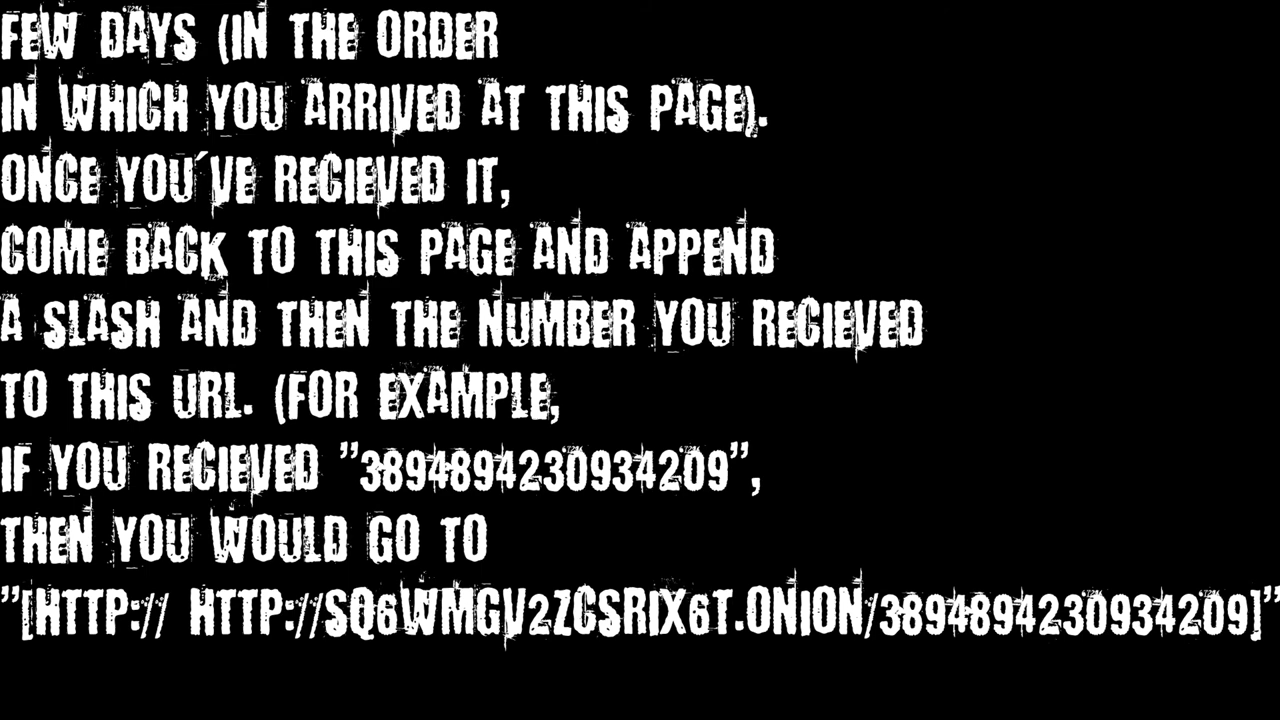 FEW DAYS (IN THE ORDER
IN WHICH YOU ARRIVED AT THIS PAGE).
ONCE YOU´VE RECIEVED IT,
COME BACK TO THIS PAGE AND APPEND
A SLASH AND THEN THE NUMBER YOU RECIEVED
TO THIS URL. (FOR EXAMPLE,
IF YOU RECIEVED ”3894894230934209”,
THEN YOU WOULD GO TO
”[HTTP:// HTTP://SQ6WMGV2ZCSRIX6T.ONION/3894894230934209]”